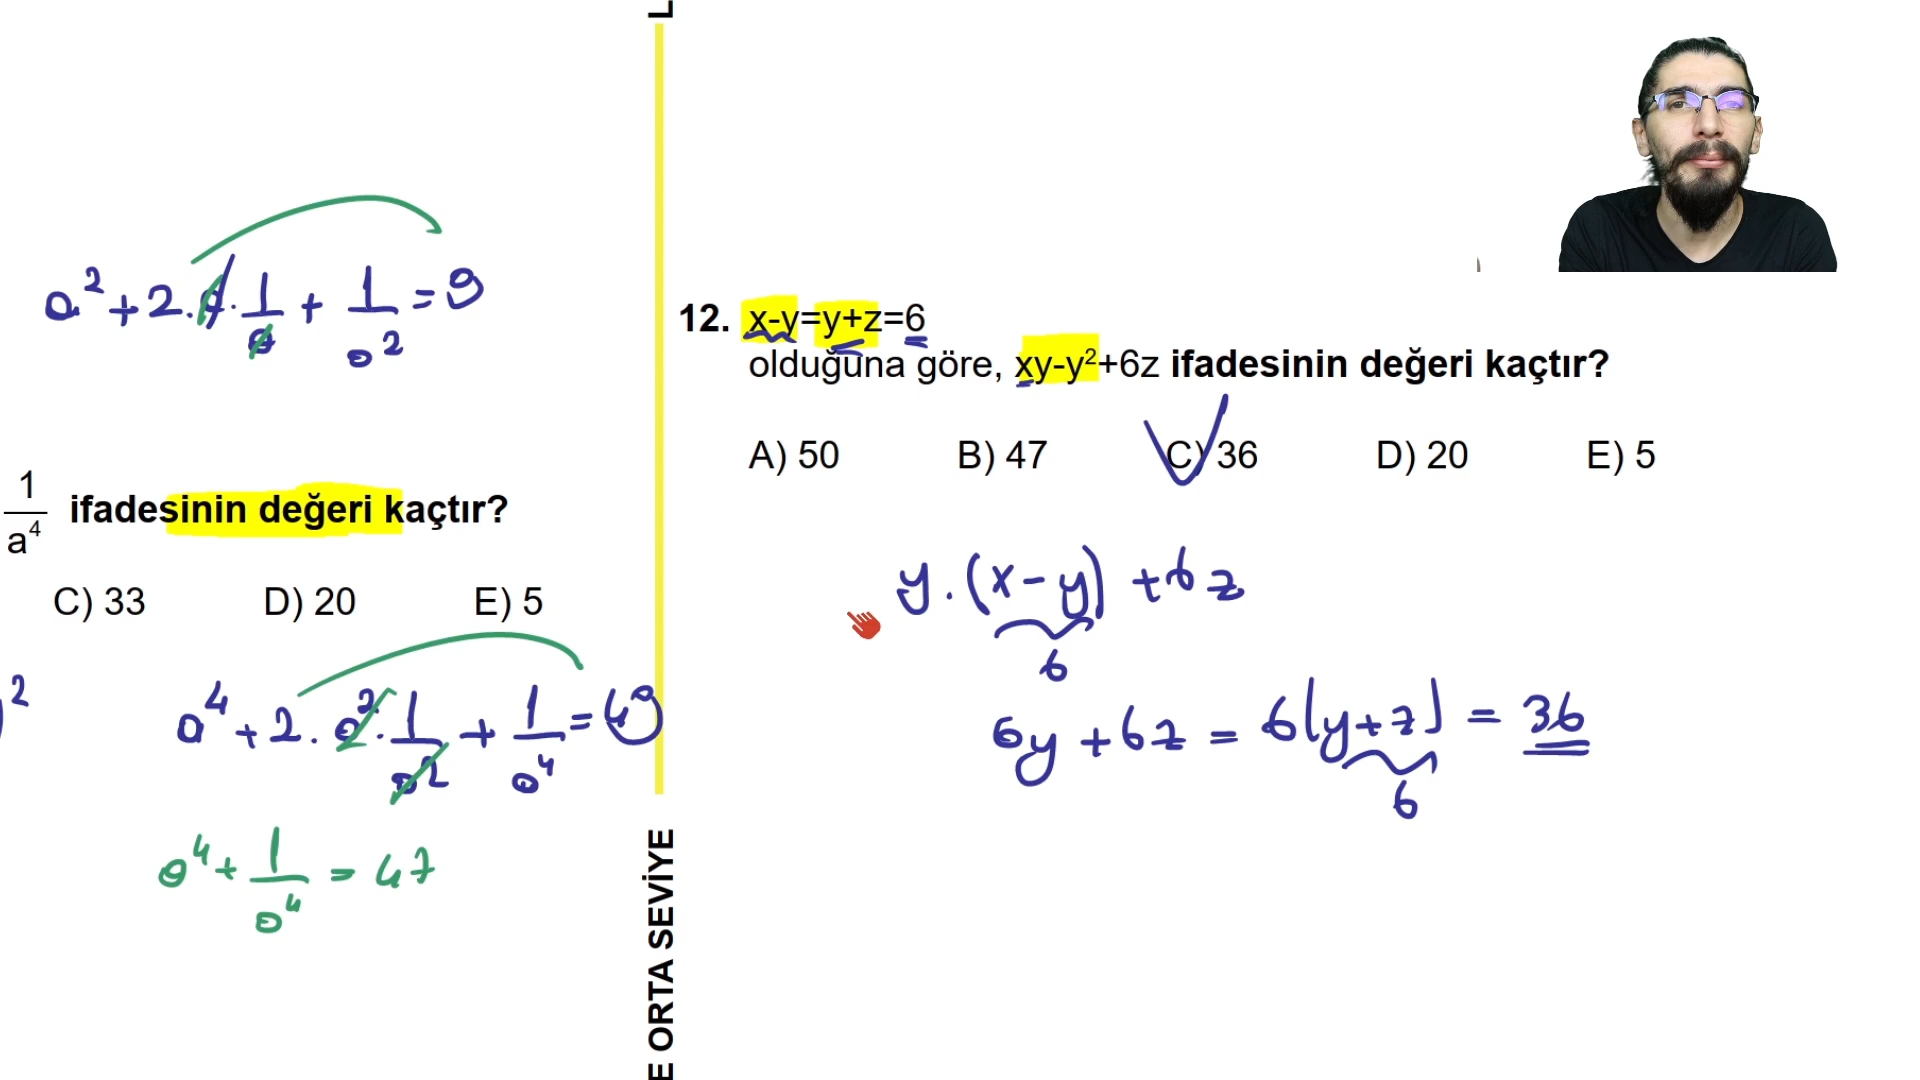 a² + 2.a.1/a + 1/a² = 9
1/a⁴ ifadesinin değeri kaçtır?
C) 33 D) 20 E) 5
)²
a⁴ + 2.a².1/a² + 1/a⁴ = 49
a⁴ + 1/a⁴ = 47
L
E ORTA SEVİYE
12. x-y=y+z=6
olduğuna göre, xy-y²+6z ifadesinin değeri kaçtır?
A) 50 B) 47 C) 36 D) 20 E) 5
y.(x-y) + 6z
6
6y + 6z = 6(y+z) = 36
6